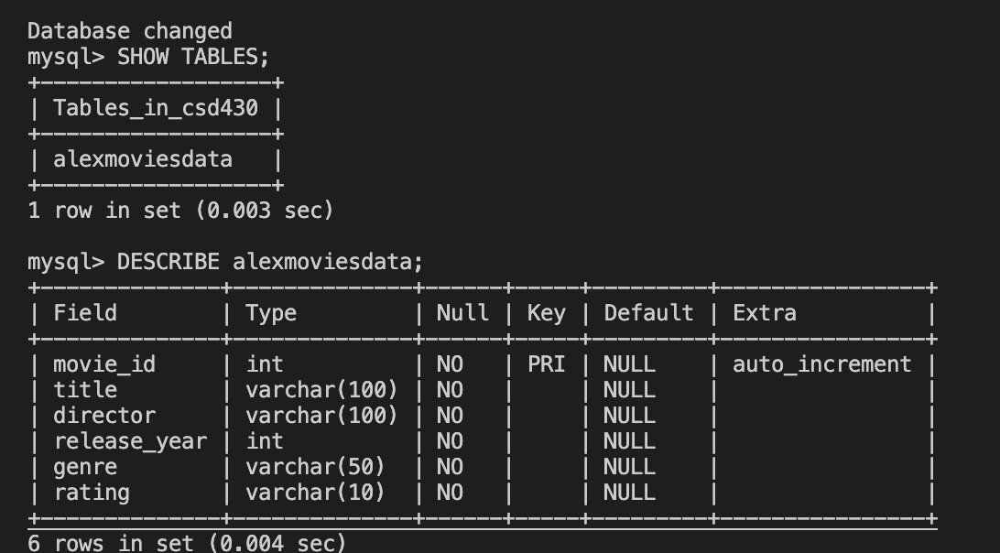 Database changed
mysql> SHOW TABLES;
+------------------+
| Tables_in_csd430 |
+------------------+
| alexmoviesdata   |
+------------------+
1 row in set (0.003 sec)

mysql> DESCRIBE alexmoviesdata;
+--------------+--------------+------+-----+---------+----------------+
| Field        | Type         | Null | Key | Default | Extra          |
+--------------+--------------+------+-----+---------+----------------+
| movie_id     | int          | NO   | PRI | NULL    | auto_increment |
| title        | varchar(100) | NO   |     | NULL    |                |
| director     | varchar(100) | NO   |     | NULL    |                |
| release_year | int          | NO   |     | NULL    |                |
| genre        | varchar(50)  | NO   |     | NULL    |                |
| rating       | varchar(10)  | NO   |     | NULL    |                |
+--------------+--------------+------+-----+---------+----------------+
6 rows in set (0.004 sec)